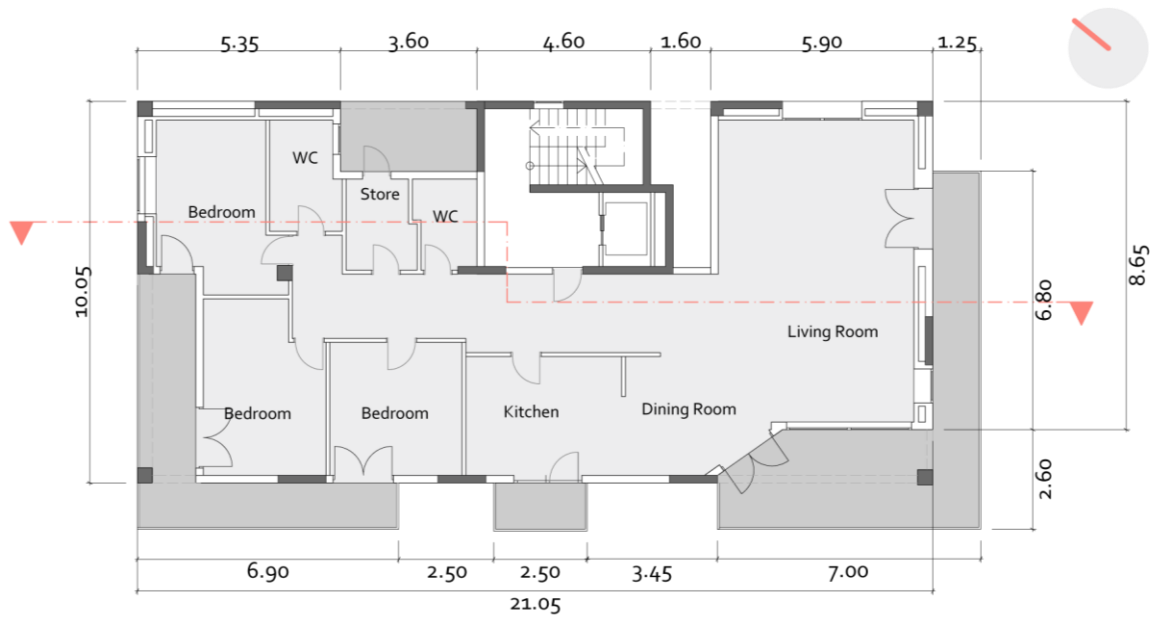 5.35 3.60 4.60 1.60 5.90 1.25
WC
Store
Bedroom
WC
10.05
8.65
6.80
Living Room
Bedroom
Bedroom
Kitchen
Dining Room
2.60
6.90 2.50 2.50 3.45 7.00
21.05